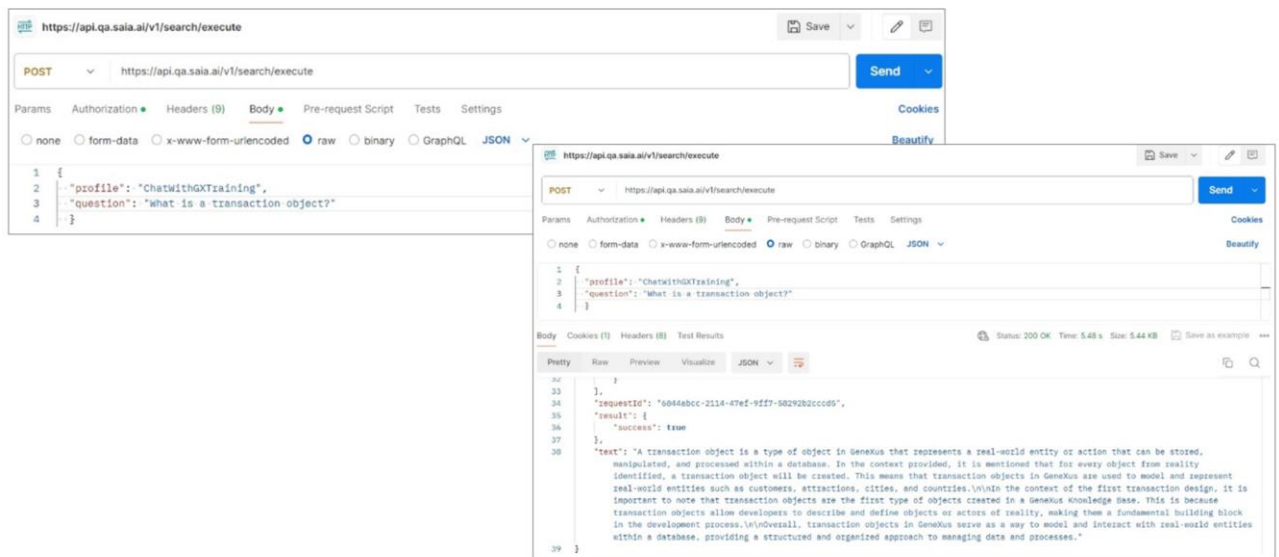 HTTP https://api.qa.saia.ai/v1/search/execute Save
POST https://api.qa.saia.ai/v1/search/execute Send
Params Authorization Headers (9) Body Pre-request Script Tests Settings Cookies
none form-data x-www-form-urlencoded raw binary GraphQL JSON Beautify
1 {
2 "profile": "ChatWithGXTraining",
3 "question": "What is a transaction object?"
4 }
HTTP https://api.qa.saia.ai/v1/search/execute Save
POST https://api.qa.saia.ai/v1/search/execute Send
Params Authorization Headers (9) Body Pre-request Script Tests Settings Cookies
none form-data x-www-form-urlencoded raw binary GraphQL JSON Beautify
1 {
2 "profile": "ChatWithGXTraining",
3 "question": "What is a transaction object?"
4 }
Body Cookies (1) Headers (8) Test Results Status: 200 OK Time: 5.48 s Size: 5.44 KB Save as example
Pretty Raw Preview Visualize JSON
32 }
33 ],
34 "requestId": "6044abcc-2114-47ef-9ff7-58292b2cccd5",
35 "result": {
36 "success": true
37 },
38 "text": "A transaction object is a type of object in GeneXus that represents a real-world entity or action that can be stored,
manipulated, and processed within a database. In the context provided, it is mentioned that for every object from reality
identified, a transaction object will be created. This means that transaction objects in GeneXus are used to model and represent
real-world entities such as customers, attractions, cities, and countries.\n\nIn the context of the first transaction design, it is
important to note that transaction objects are the first type of objects created in a GeneXus Knowledge Base. This is because
transaction objects allow developers to describe and define objects or actors of reality, making them a fundamental building block
in the development process.\n\nOverall, transaction objects in GeneXus serve as a way to model and interact with real-world entities
within a database, providing a structured and organized approach to managing data and processes."
39 }